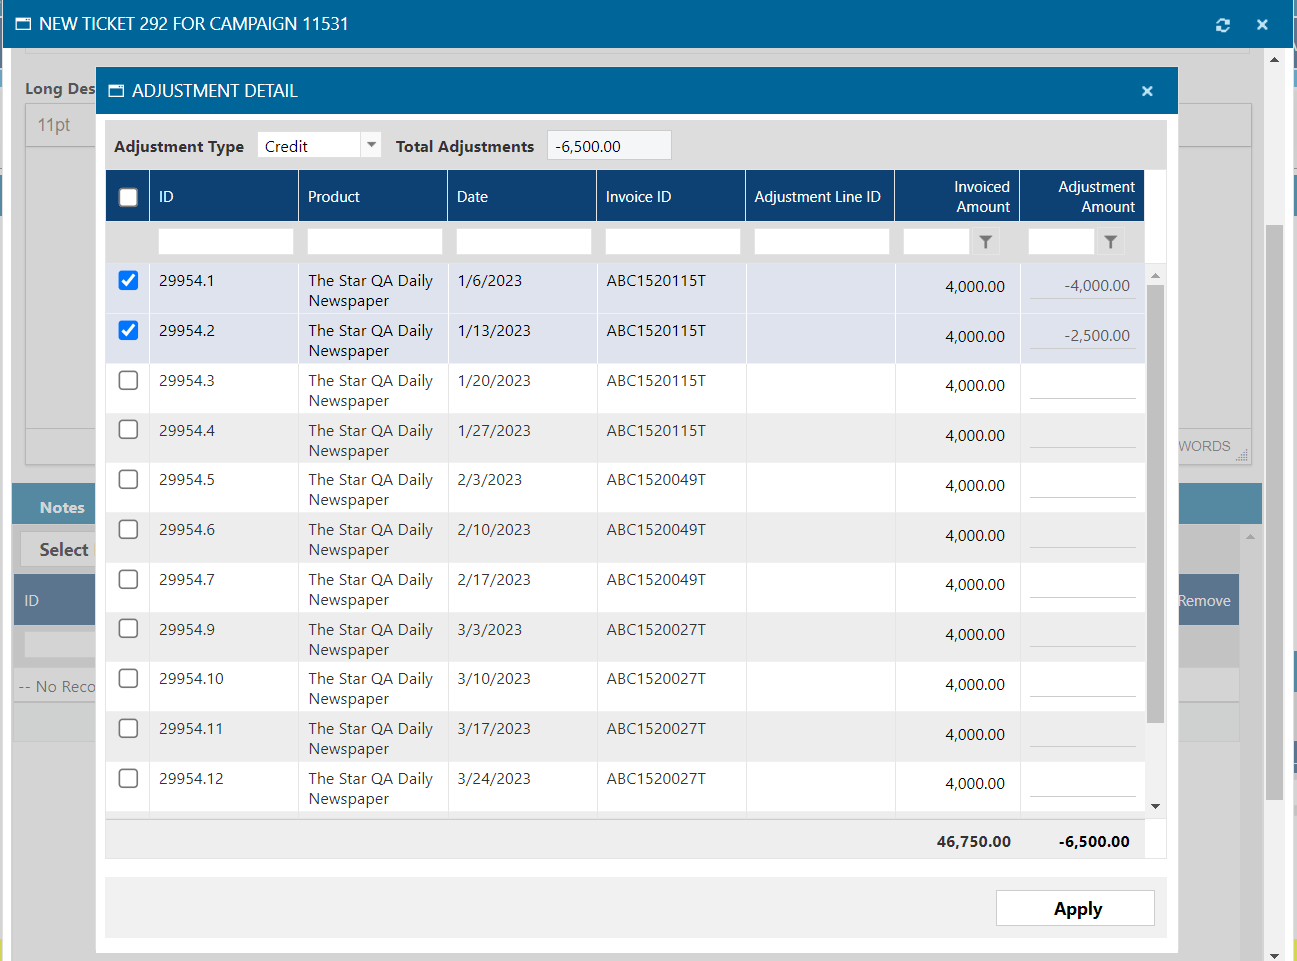 NEW TICKET 292 FOR CAMPAIGN 11531
Long Des
11pt
ADJUSTMENT DETAIL
Adjustment Type Credit Total Adjustments -6,500.00
ID Product Date Invoice ID Adjustment Line ID Invoiced Amount Adjustment Amount
29954.1 The Star QA Daily Newspaper 1/6/2023 ABC1520115T 4,000.00 -4,000.00
29954.2 The Star QA Daily Newspaper 1/13/2023 ABC1520115T 4,000.00 -2,500.00
29954.3 The Star QA Daily Newspaper 1/20/2023 ABC1520115T 4,000.00
29954.4 The Star QA Daily Newspaper 1/27/2023 ABC1520115T 4,000.00
29954.5 The Star QA Daily Newspaper 2/3/2023 ABC1520049T 4,000.00
29954.6 The Star QA Daily Newspaper 2/10/2023 ABC1520049T 4,000.00
29954.7 The Star QA Daily Newspaper 2/17/2023 ABC1520049T 4,000.00
29954.9 The Star QA Daily Newspaper 3/3/2023 ABC1520027T 4,000.00
29954.10 The Star QA Daily Newspaper 3/10/2023 ABC1520027T 4,000.00
29954.11 The Star QA Daily Newspaper 3/17/2023 ABC1520027T 4,000.00
29954.12 The Star QA Daily Newspaper 3/24/2023 ABC1520027T 4,000.00
46,750.00 -6,500.00
Apply
WORDS
Notes
Select
ID
Remove
-- No Reco